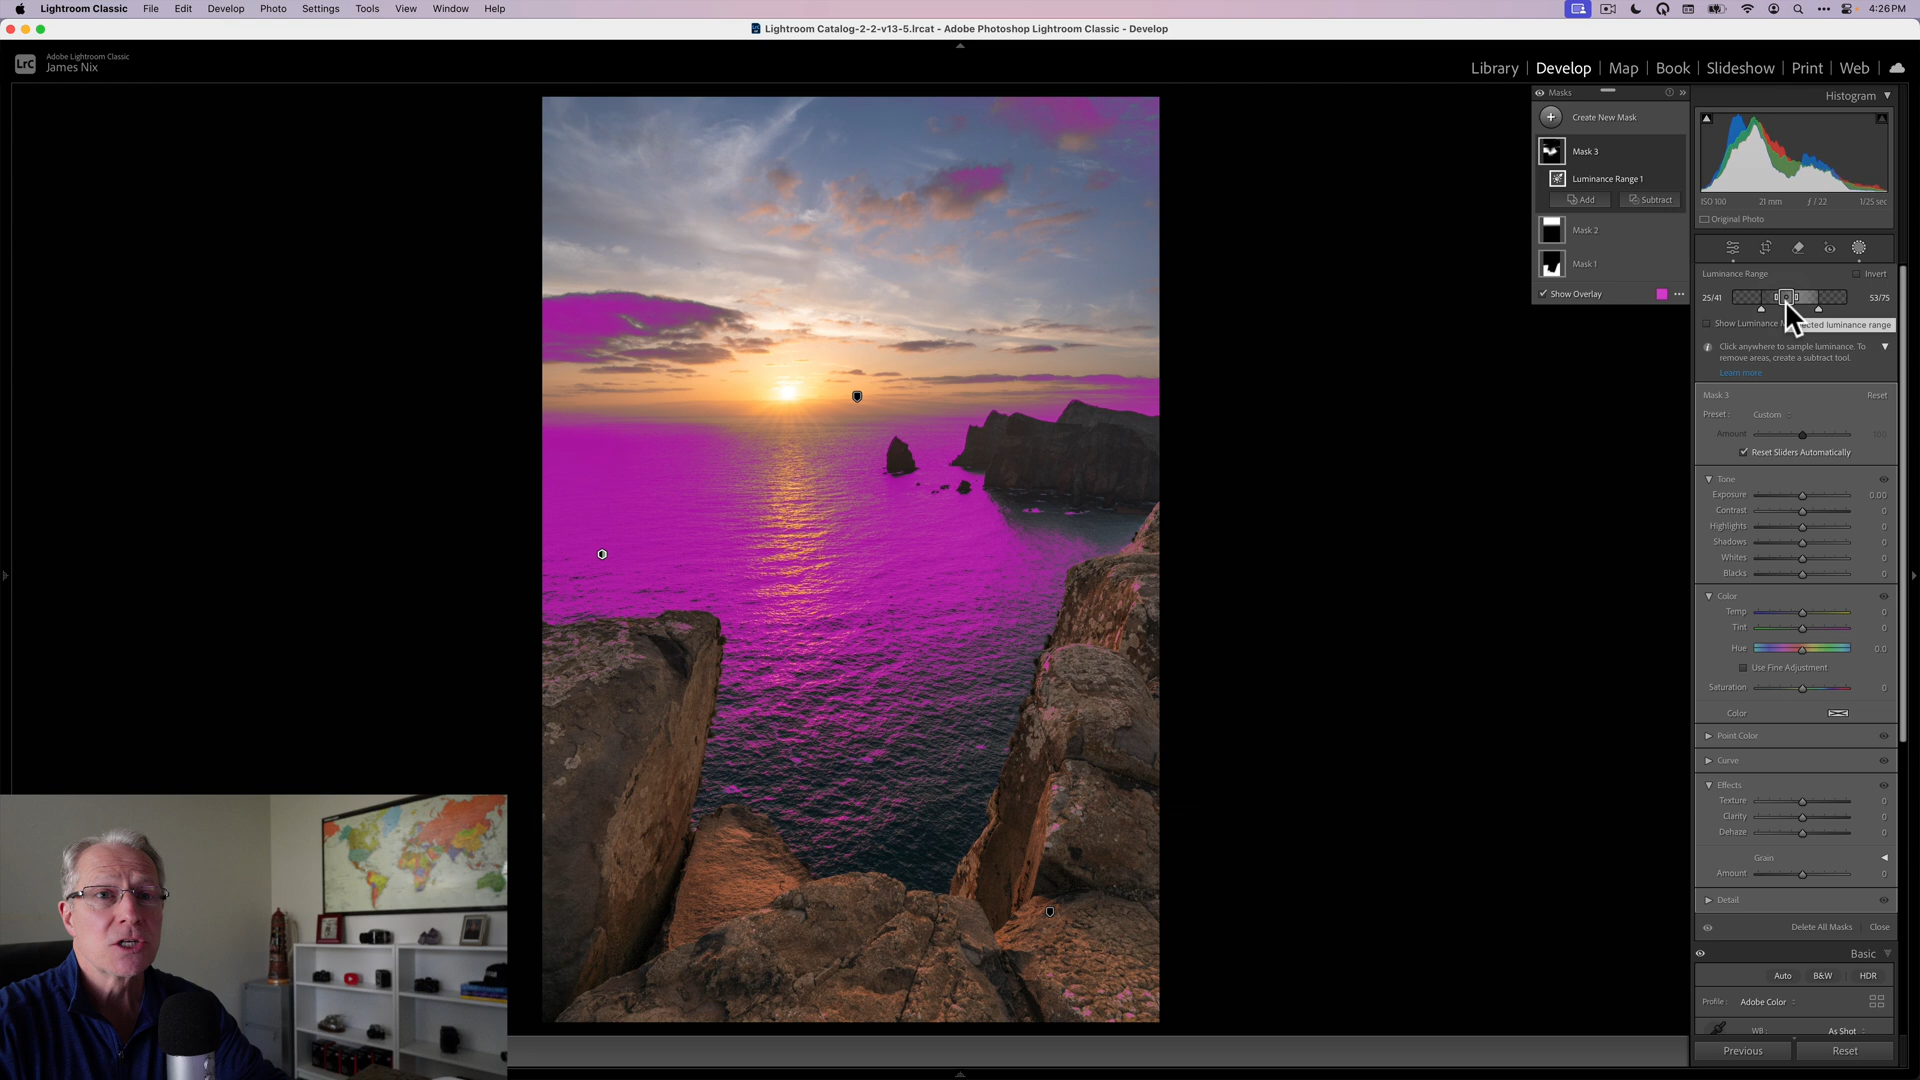 Lightroom Classic File Edit Develop Photo Settings Tools View Window Help 4:26PM
Lightroom Catalog-2-2-v13-5.lrcat - Adobe Photoshop Lightroom Classic - Develop
LrC Adobe Lightroom Classic
James Nix
Library | Develop | Map | Book | Slideshow | Print | Web
Masks
Create New Mask
Mask 3
Luminance Range 1
Add Subtract
Mask 2
Mask 1
Show Overlay
Histogram
ISO 100 21 mm ƒ / 22 1/25 sec
Original Photo
Luminance Range Invert
25/41 53/75
Show Luminance
luminance range
Click anywhere to sample luminance. To
remove areas, create a subtract tool.
Learn more
Mask 3 Reset
Preset : Custom
Amount 100
Reset Sliders Automatically
Tone
Exposure 0.00
Contrast 0
Highlights 0
Shadows 0
Whites 0
Blacks 0
Color
Temp 0
Tint 0
Hue 0.0
Use Fine Adjustment
Saturation 0
Color
Point Color
Curve
Effects
Texture 0
Clarity 0
Dehaze 0
Grain
Amount 0
Detail
Delete All Masks Close
Basic
Auto B&W HDR
Profile : Adobe Color
WB : As Shot
Previous Reset